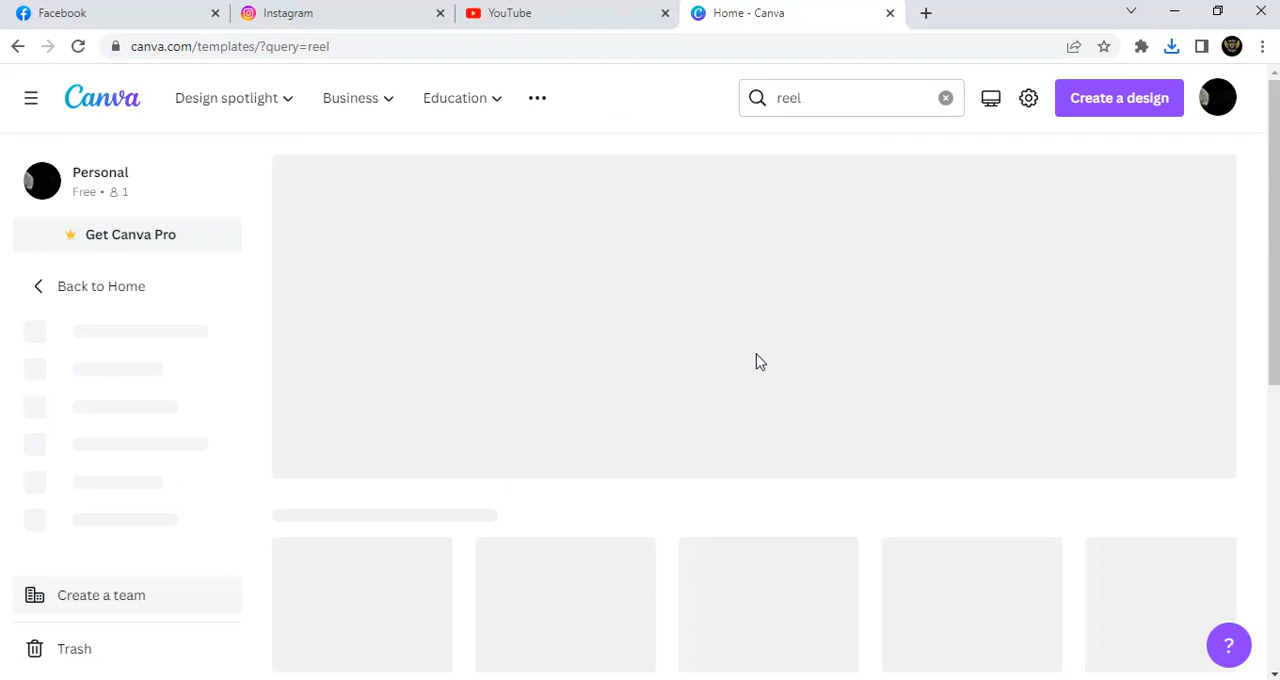 Facebook
Instagram
YouTube
Home - Canva
canva.com/templates/?query=reel
Canva
Design spotlight
Business
Education
reel
Create a design
Personal
Free • 1
Get Canva Pro
Back to Home
Create a team
Trash
?